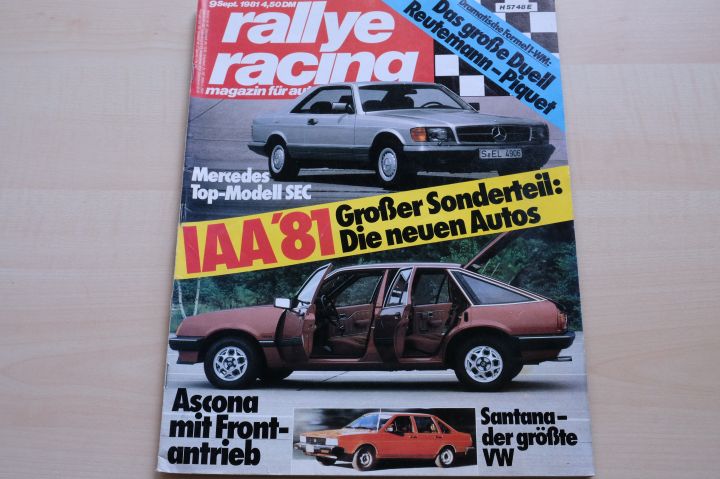 9 Sept. 1981 4,50 DM
H 5748 E
rallye
racing
magazin für
Dramatische Formel 1-WM:
Das große Duell
Reutemann – Piquet
S-EL 4906
Mercedes
Top-Modell SEC
IAA '81
Großer Sonderteil:
Die neuen Autos
Ascona
mit Front-
antrieb
Santana –
der größte
VW